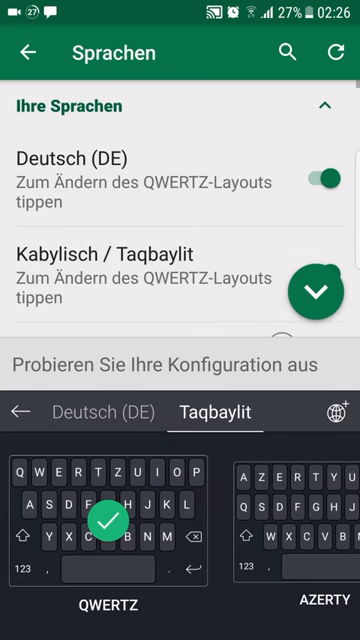 27
27% 02:26
Sprachen
Ihre Sprachen
Deutsch (DE)
Zum Ändern des QWERTZ-Layouts
tippen
Kabylisch / Taqbaylit
Zum Ändern des QWERTZ-Layouts
tippen
Probieren Sie Ihre Konfiguration aus
Deutsch (DE) Taqbaylit
Q W E R T Z U I O P
A S D F H J K L
Y X C B N M
123 , .
QWERTZ
A Z E R T Y U
Q S D F G H J
W X C V B
123 ,
AZERTY